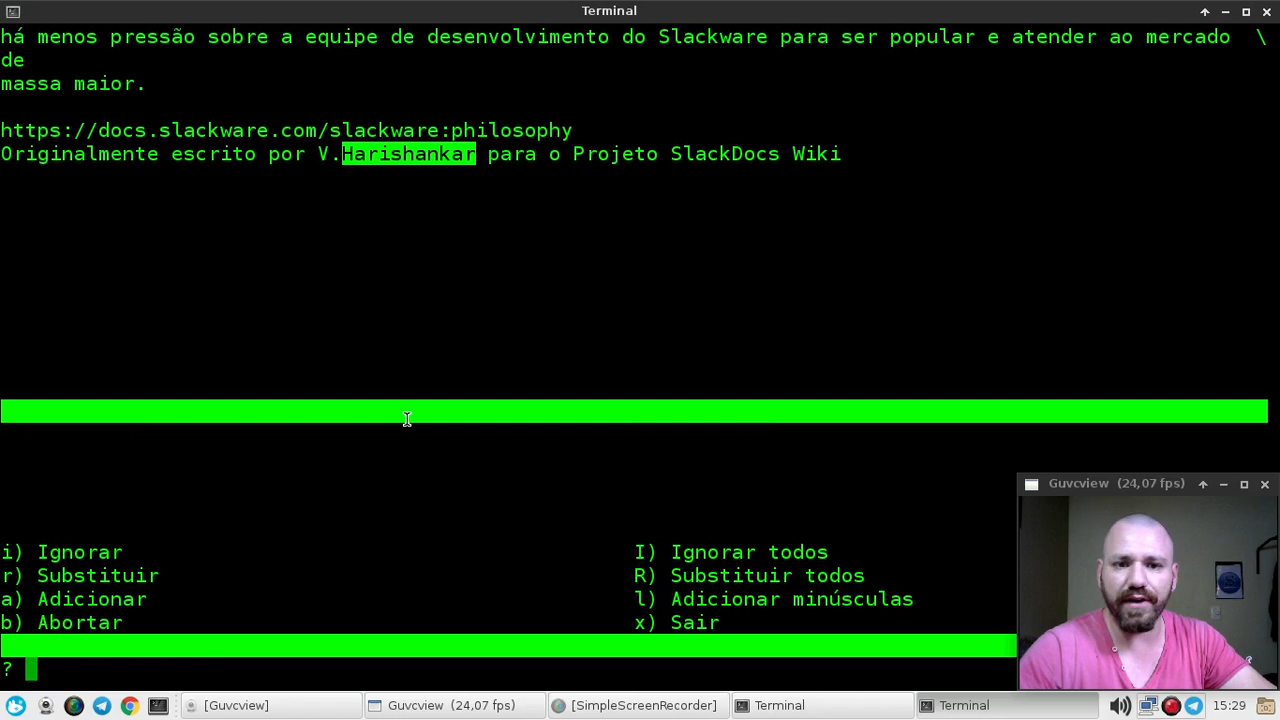 Terminal
há menos pressão sobre a equipe de desenvolvimento do Slackware para ser popular e atender ao mercado \
de
massa maior.
https://docs.slackware.com/slackware:philosophy
Originalmente escrito por V.Harishankar para o Projeto SlackDocs Wiki
Guvcview (24,07 fps)
i) Ignorar I) Ignorar todos
r) Substituir R) Substituir todos
a) Adicionar l) Adicionar minúsculas
b) Abortar x) Sair
?
[Guvcview] Guvcview (24,07 fps) [SimpleScreenRecorder] Terminal Terminal 15:29